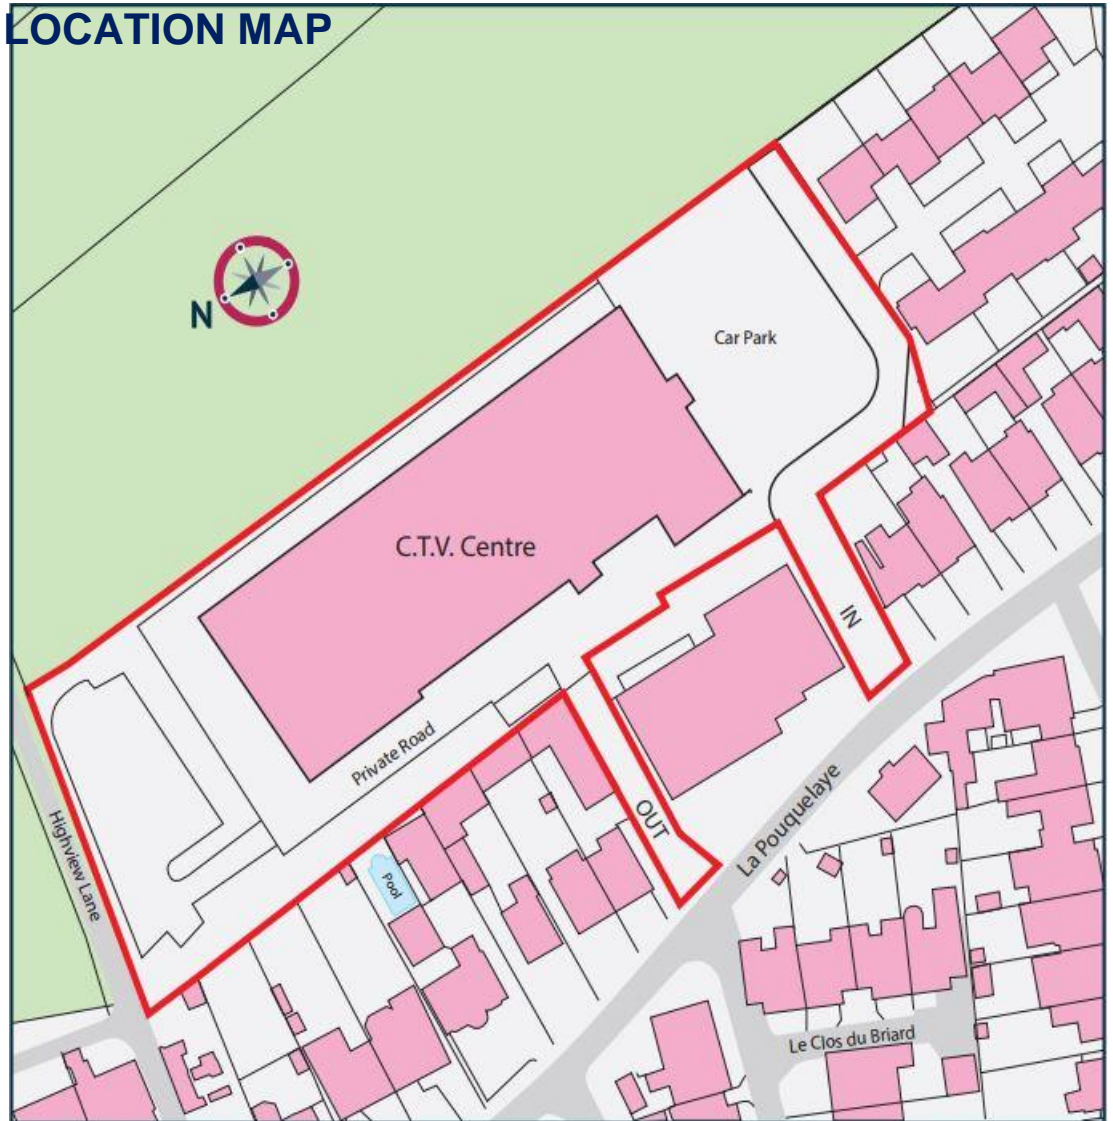 LOCATION MAP
N
Car Park
C.T.V. Centre
IN
Private Road
OUT
La Pouquelaye
Highview Lane
Pool
Le Clos du Briard